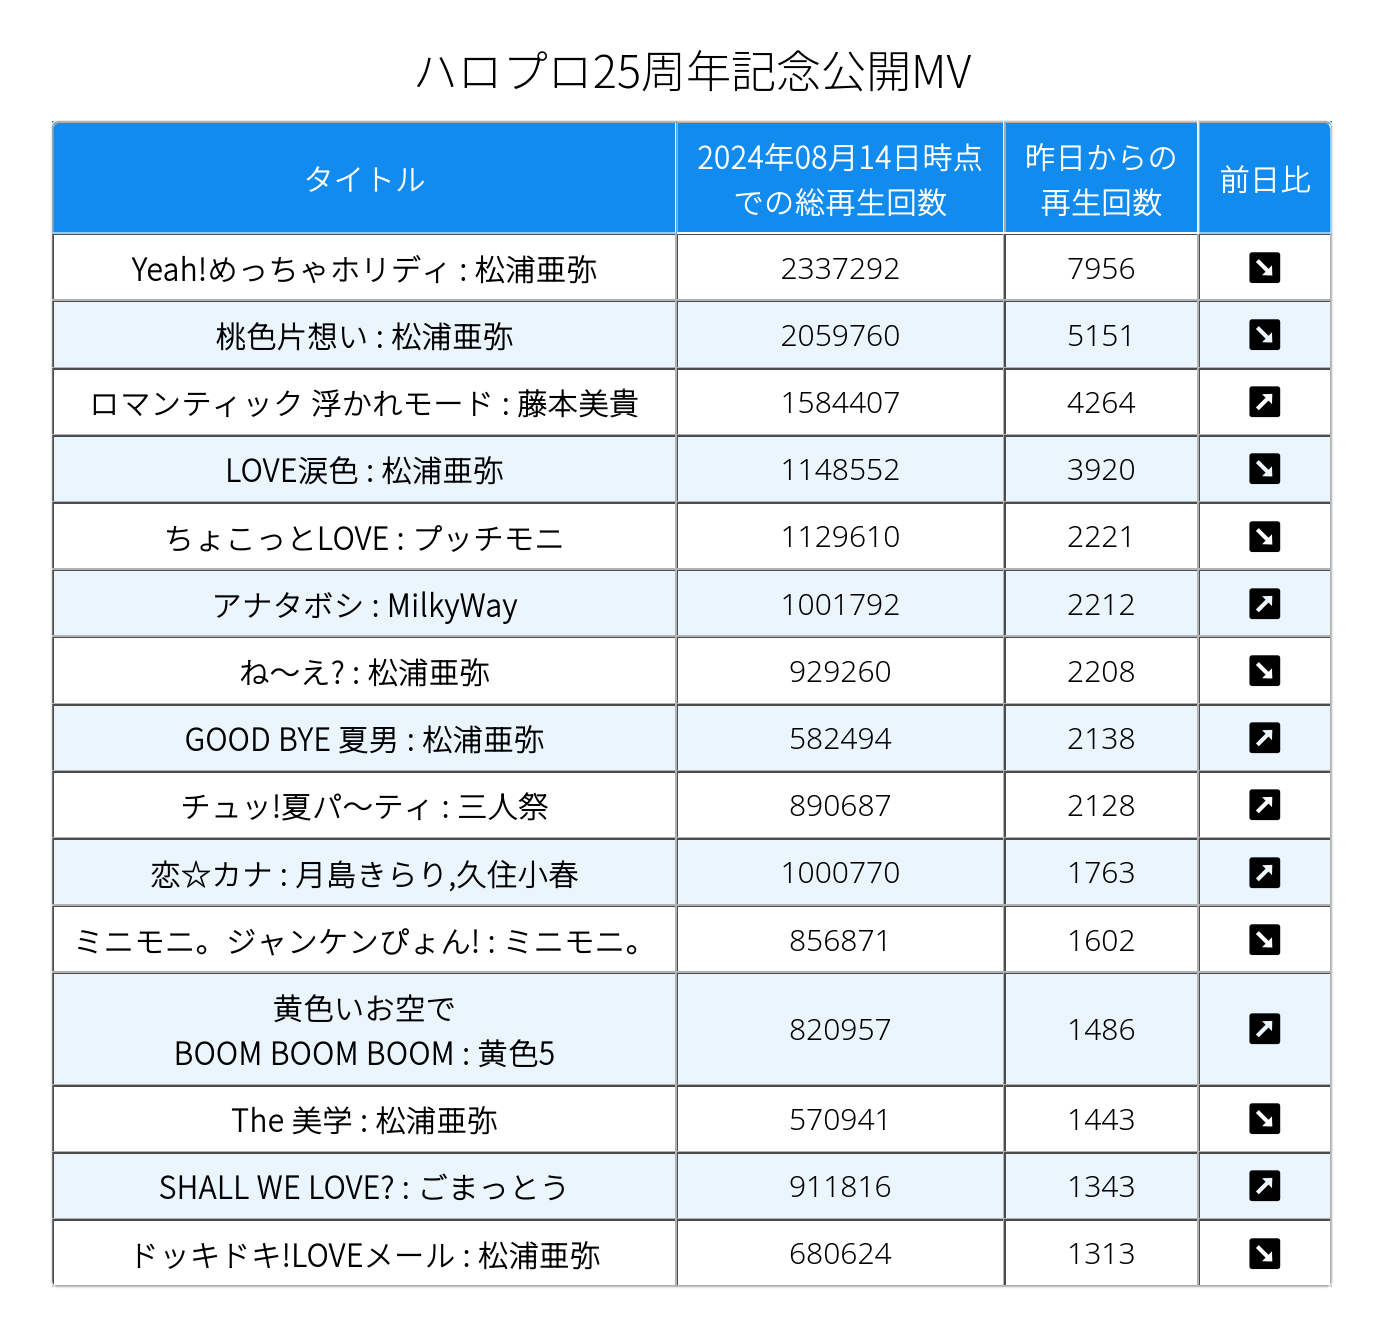 ハロプロ25周年記念公開MV
タイトル
2024年08月14日時点
での総再生回数
昨日からの
再生回数
前日比
Yeah!めっちゃホリディ : 松浦亜弥 2337292 7956 ↘
桃色片想い : 松浦亜弥 2059760 5151 ↘
ロマンティック 浮かれモード : 藤本美貴 1584407 4264 ↗
LOVE涙色 : 松浦亜弥 1148552 3920 ↘
ちょこっとLOVE : プッチモニ 1129610 2221 ↘
アナタボシ : MilkyWay 1001792 2212 ↗
ね〜え? : 松浦亜弥 929260 2208 ↘
GOOD BYE 夏男 : 松浦亜弥 582494 2138 ↗
チュッ!夏パ〜ティ : 三人祭 890687 2128 ↗
恋☆カナ : 月島きらり,久住小春 1000770 1763 ↗
ミニモニ。ジャンケンぴょん! : ミニモニ。 856871 1602 ↘
黄色いお空で
BOOM BOOM BOOM : 黄色5 820957 1486 ↗
The 美学 : 松浦亜弥 570941 1443 ↘
SHALL WE LOVE? : ごまっとう 911816 1343 ↗
ドッキドキ!LOVEメール : 松浦亜弥 680624 1313 ↘